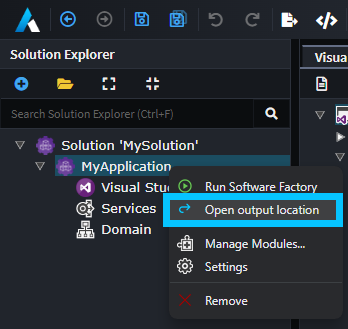 Solution Explorer
Visua
Search Solution Explorer (Ctrl+F)
Solution 'MySolution'
MyApplication
Visual Stu
Services
Domain
Run Software Factory
Open output location
Manage Modules...
Settings
Remove